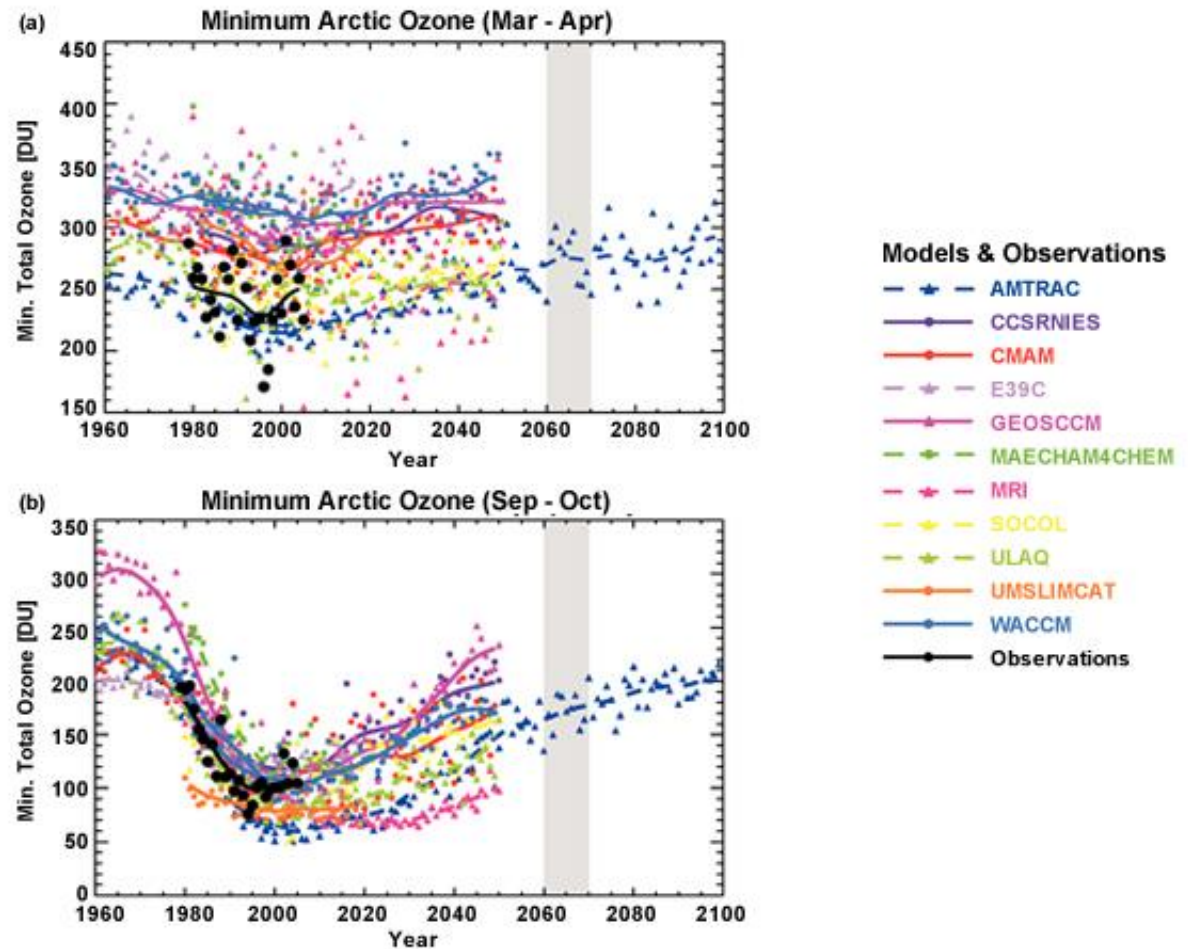 (a) Minimum Arctic Ozone (Mar - Apr)
Min. Total Ozone [DU]
450
400
350
300
250
200
150
1960 1980 2000 2020 2040 2060 2080 2100
Year
(b) Minimum Arctic Ozone (Sep - Oct)
Min. Total Ozone [DU]
350
300
250
200
150
100
50
0
1960 1980 2000 2020 2040 2060 2080 2100
Year
Models & Observations
AMTRAC
CCSRNIES
CMAM
E39C
GEOSCCM
MAECHAM4CHEM
MRI
SOCOL
ULAQ
UMSLIMCAT
WACCM
Observations